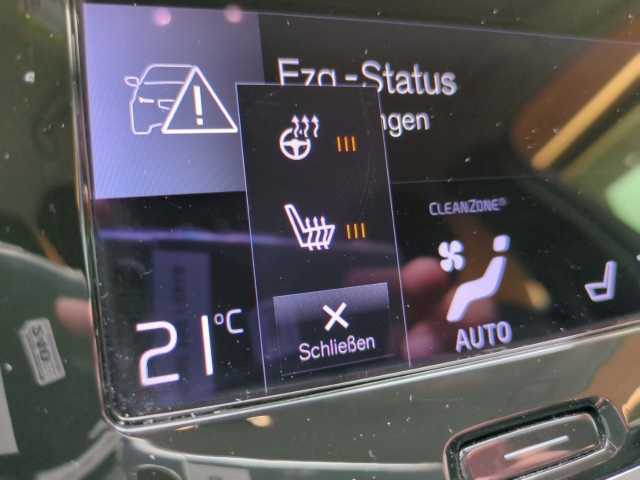 Fzg.-Status
ngen
CLEANZONE®
21°C
Schließen
AUTO